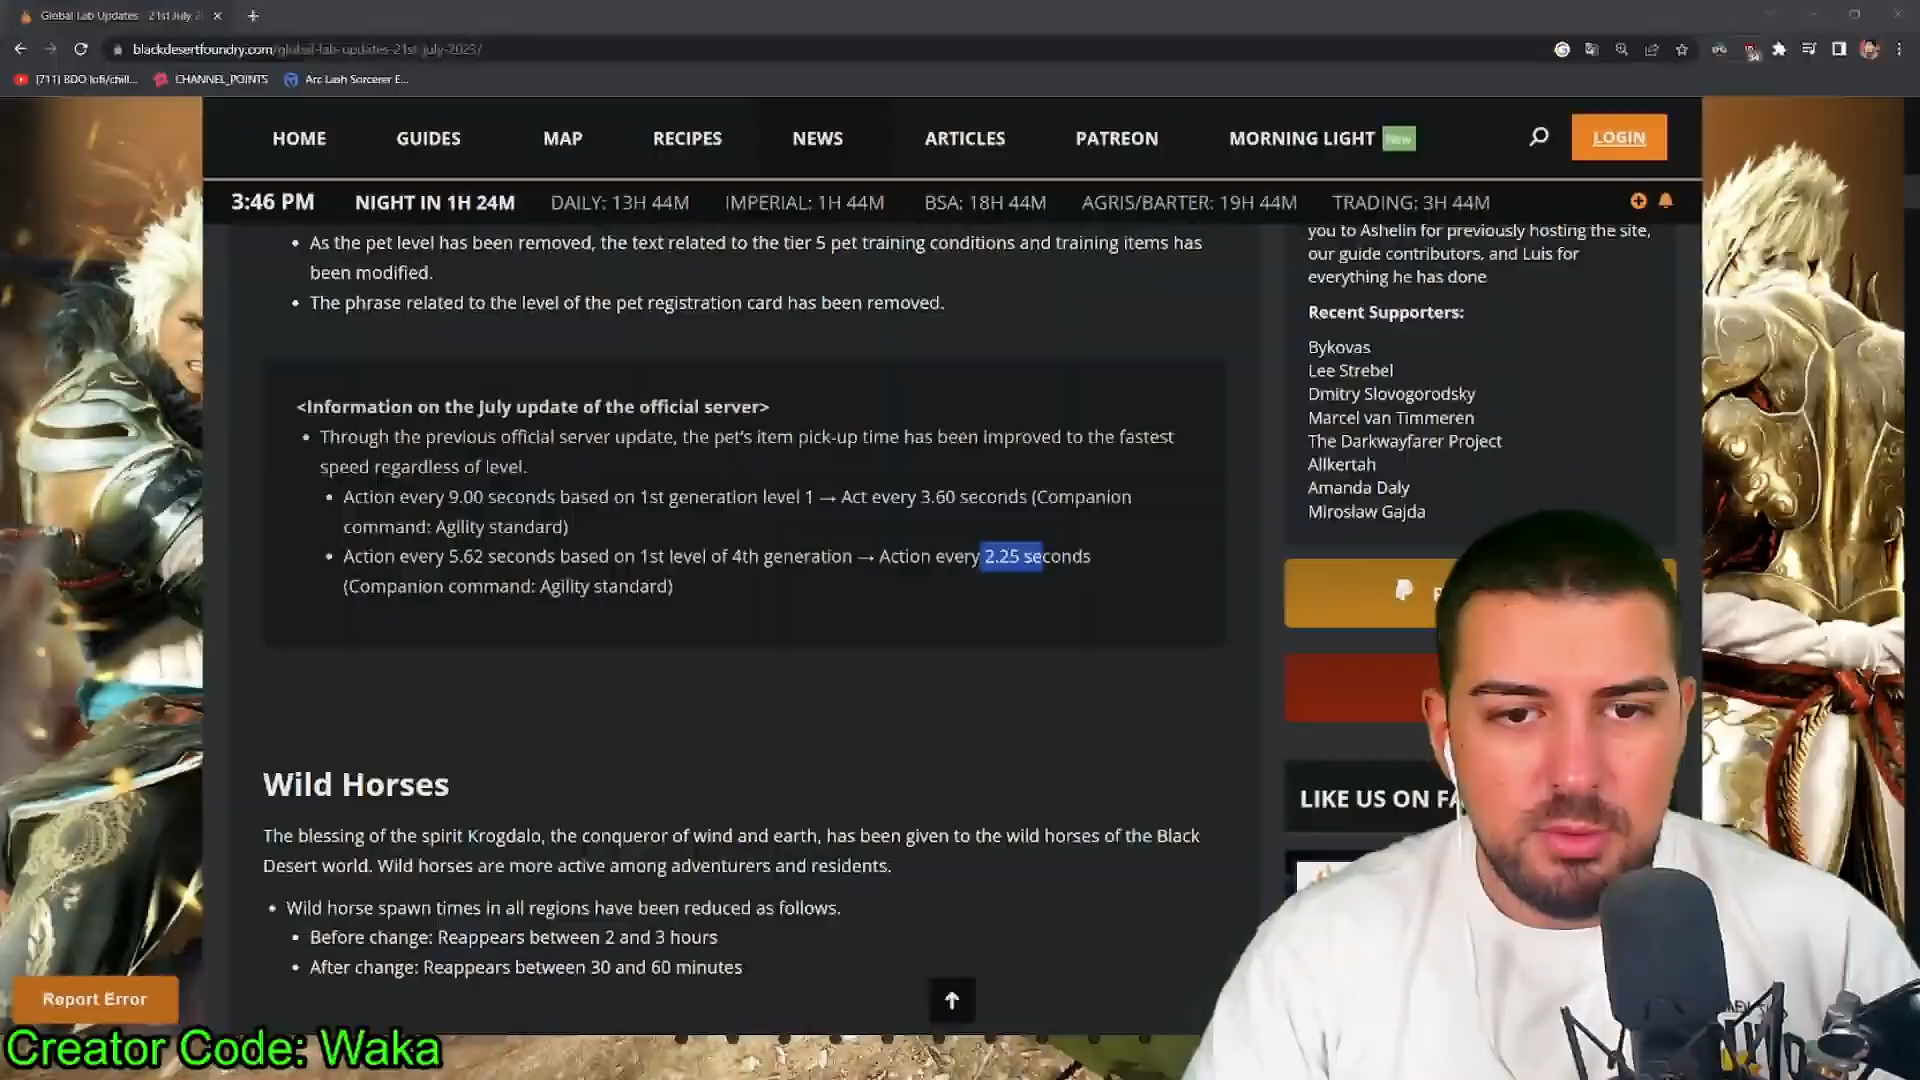 Global Lab Updates - 21st July 2
blackdesertfoundry.com/global-lab-updates-21st-july-2023/
[711] BDO lofi/chill...
CHANNEL_POINTS
Arc Lash Sorcerer E...
HOME
GUIDES
MAP
RECIPES
NEWS
ARTICLES
PATREON
MORNING LIGHT New
LOGIN
3:46 PM
NIGHT IN 1H 24M
DAILY: 13H 44M
IMPERIAL: 1H 44M
BSA: 18H 44M
AGRIS/BARTER: 19H 44M
TRADING: 3H 44M
• As the pet level has been removed, the text related to the tier 5 pet training conditions and training items has
been modified.
• The phrase related to the level of the pet registration card has been removed.
<Information on the July update of the official server>
• Through the previous official server update, the pet's item pick-up time has been improved to the fastest
speed regardless of level.
• Action every 9.00 seconds based on 1st generation level 1 → Act every 3.60 seconds (Companion
command: Agility standard)
• Action every 5.62 seconds based on 1st level of 4th generation → Action every 2.25 seconds
(Companion command: Agility standard)
Wild Horses
The blessing of the spirit Krogdalo, the conqueror of wind and earth, has been given to the wild horses of the Black
Desert world. Wild horses are more active among adventurers and residents.
• Wild horse spawn times in all regions have been reduced as follows.
• Before change: Reappears between 2 and 3 hours
• After change: Reappears between 30 and 60 minutes
you to Ashelin for previously hosting the site,
our guide contributors, and Luis for
everything he has done
Recent Supporters:
Bykovas
Lee Strebel
Dmitry Slovogorodsky
Marcel van Timmeren
The Darkwayfarer Project
Allkertah
Amanda Daly
Mirosław Gajda
LIKE US ON FA
Report Error
Creator Code: Waka